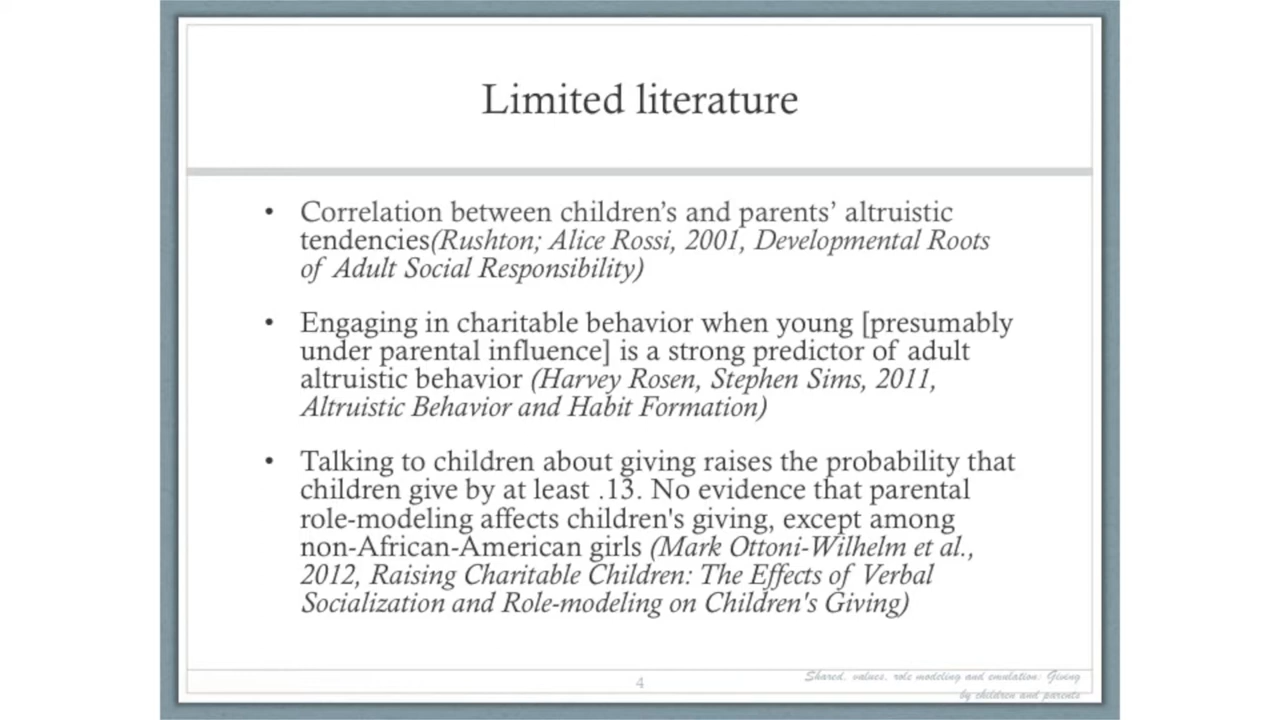 Limited literature
• Correlation between children’s and parents’ altruistic
tendencies(Rushton; Alice Rossi, 2001, Developmental Roots
of Adult Social Responsibility)
• Engaging in charitable behavior when young [presumably
under parental influence] is a strong predictor of adult
altruistic behavior (Harvey Rosen, Stephen Sims, 2011,
Altruistic Behavior and Habit Formation)
• Talking to children about giving raises the probability that
children give by at least .13. No evidence that parental
role-modeling affects children's giving, except among
non-African-American girls (Mark Ottoni-Wilhelm et al.,
2012, Raising Charitable Children: The Effects of Verbal
Socialization and Role-modeling on Children's Giving)
4
Shared, values, role modeling and emulation: Giving
by children and parents